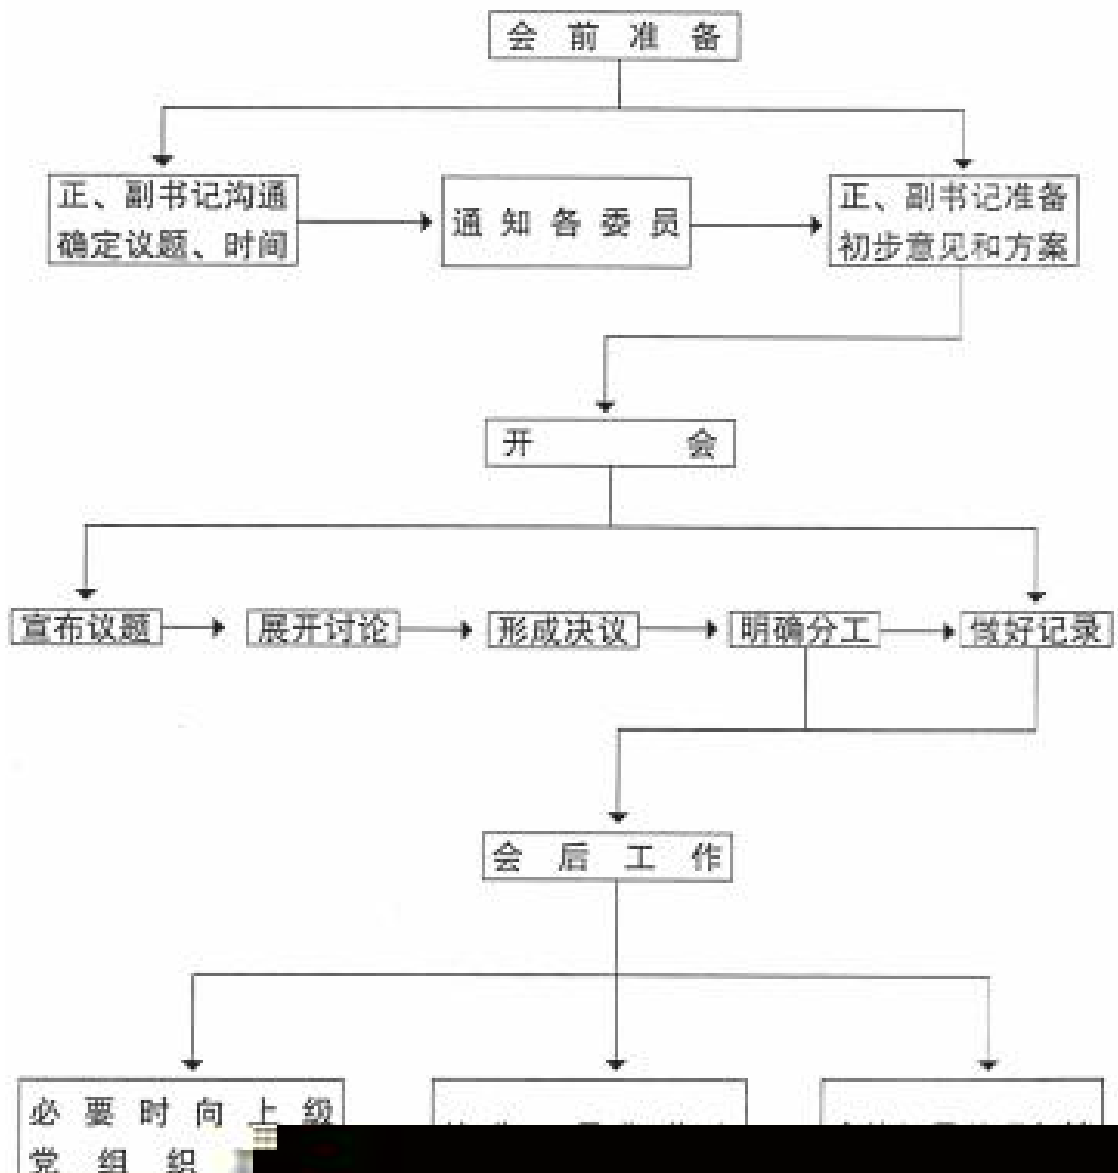 会前准备
正、副书记沟通
确定议题、时间
通知各委员
正、副书记准备
初步意见和方案
开会
宣布议题
展开讨论
形成决议
明确分工
做好记录
会后工作
必要时向上级
党组织